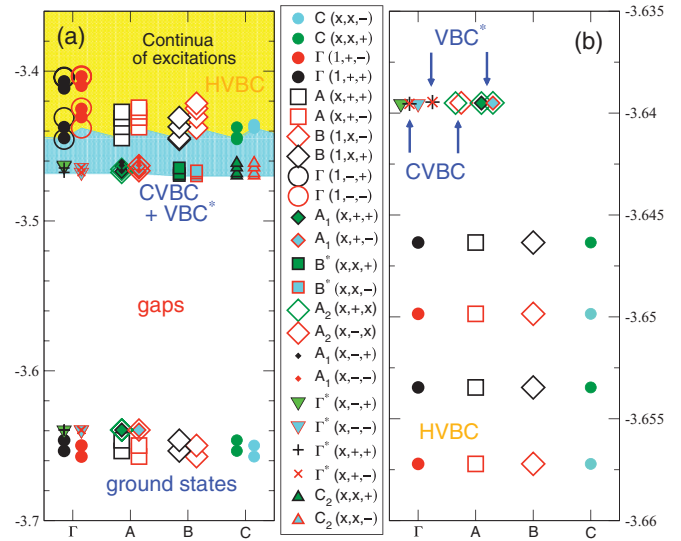 (a)
Continua
of excitations
HVBC
CVBC
+ VBC*
gaps
ground states
-3.4
-3.5
-3.6
-3.7
Γ A B C
C (x,x,−)
C (x,x,+)
Γ (1,+,−)
Γ (1,+,+)
A (x,+,+)
A (x,+,−)
B (1,x,−)
B (1,x,+)
Γ (1,−,+)
Γ (1,−,−)
A₁ (x,+,+)
A₁ (x,+,−)
B* (x,x,+)
B* (x,x,−)
A₂ (x,+,x)
A₂ (x,−,x)
A₁ (x,−,+)
A₁ (x,−,−)
Γ* (x,−,+)
Γ* (x,−,−)
Γ* (x,+,+)
Γ* (x,+,−)
C₂ (x,x,+)
C₂ (x,x,−)
VBC*
(b)
CVBC
HVBC
-3.635
-3.64
-3.645
-3.65
-3.655
-3.66
Γ A B C